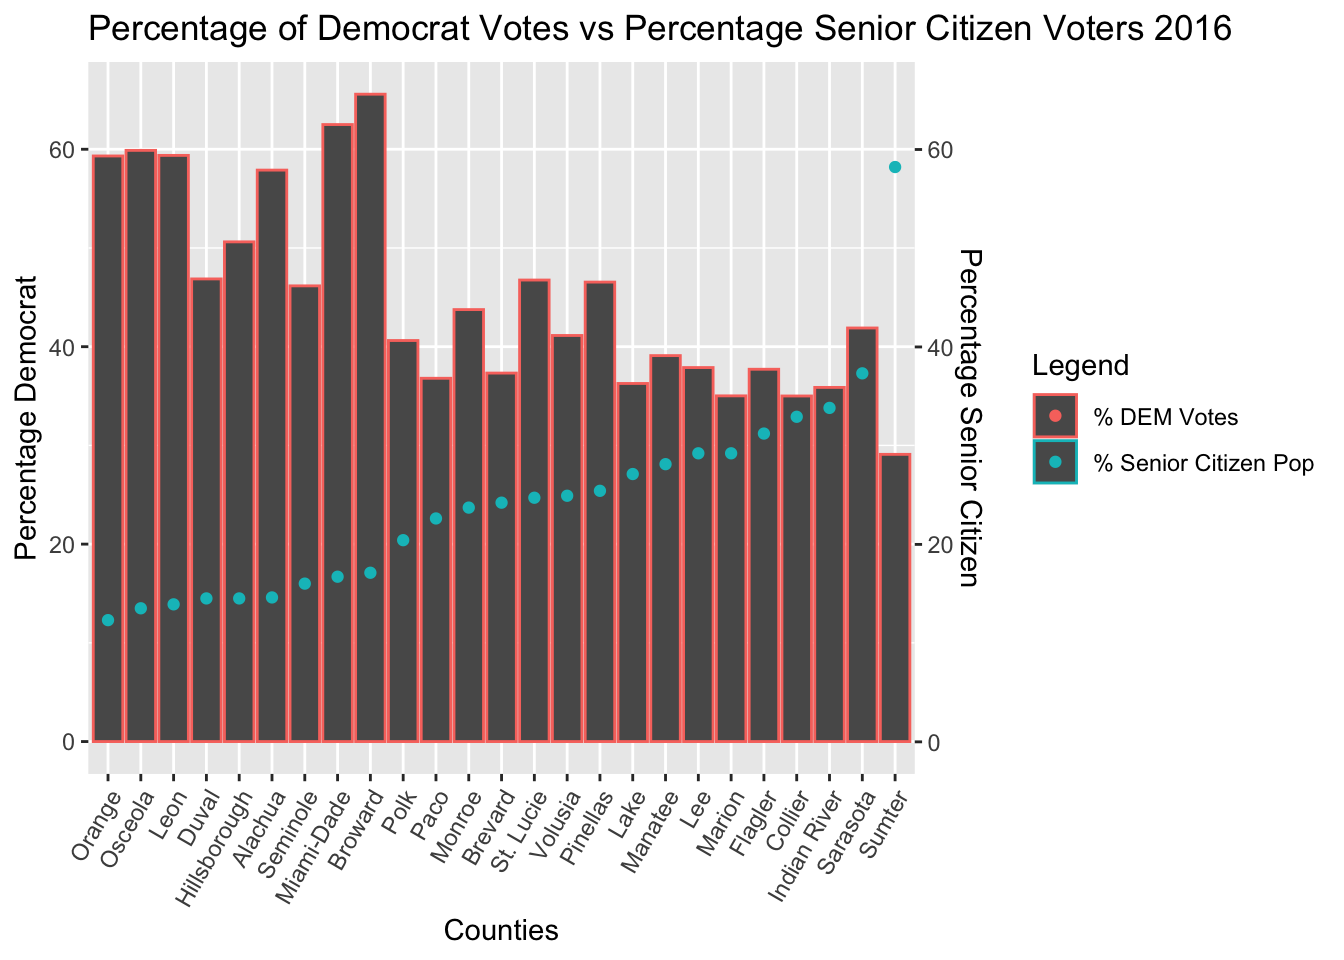 Percentage of Democrat Votes vs Percentage Senior Citizen Voters 2016
Percentage Democrat
60
40
20
0
60
40
20
0
Percentage Senior Citizen
Legend
% DEM Votes
% Senior Citizen Pop
Orange
Osceola
Leon
Duval
Hillsborough
Alachua
Seminole
Miami-Dade
Broward
Polk
Paco
Monroe
Brevard
St. Lucie
Volusia
Pinellas
Lake
Manatee
Lee
Marion
Flagler
Collier
Indian River
Sarasota
Sumter
Counties